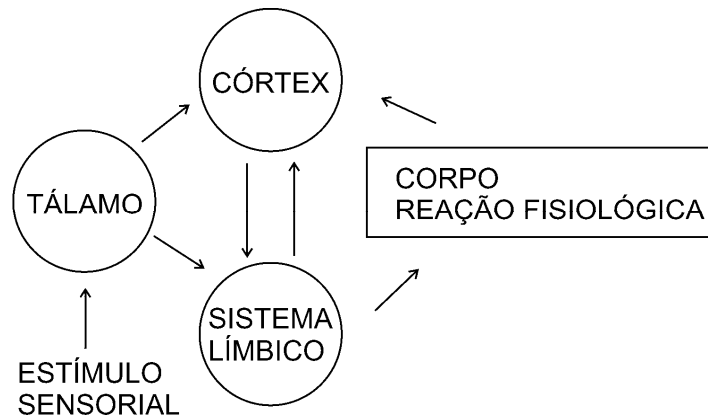 CÓRTEX
TÁLAMO
CORPO
REAÇÃO FISIOLÓGICA
SISTEMA
LÍMBICO
ESTÍMULO
SENSORIAL